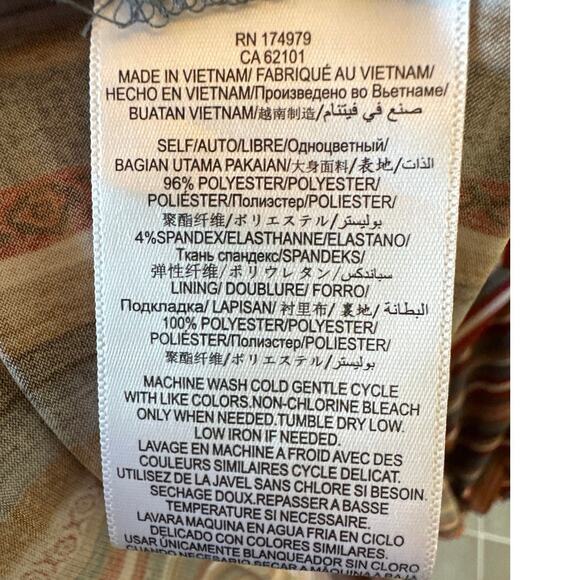 RN 174979
CA 62101
MADE IN VIETNAM/ FABRIQUÉ AU VIETNAM/
HECHO EN VIETNAM/Произведено во Вьетнаме/
BUATAN VIETNAM/越南制造/صنع في فيتنام/
SELF/AUTO/LIBRE/Одноцветный/
BAGIAN UTAMA PAKAIAN/大身面料/表地/الذات/
96% POLYESTER/POLYESTER/
POLIÉSTER/Полиэстер/POLIESTER/
聚酯纤维/ポリエステル/بوليستر/
4%SPANDEX/ELASTHANNE/ELASTANO/
Ткань спандекс/SPANDEKS/
弹性纤维/ポリウレタン/سباندكس/
LINING/ DOUBLURE/ FORRO/
Подкладка/ LAPISAN/ 衬里布/ 裏地/ البطانة/
100% POLYESTER/POLYESTER/
POLIÉSTER/Полиэстер/POLIESTER/
聚酯纤维/ポリエステル/بوليستر/
MACHINE WASH COLD GENTLE CYCLE
WITH LIKE COLORS.NON-CHLORINE BLEACH
ONLY WHEN NEEDED.TUMBLE DRY LOW.
LOW IRON IF NEEDED.
LAVAGE EN MACHINE A FROID AVEC DES
COULEURS SIMILAIRES CYCLE DELICAT.
UTILISEZ DE LA JAVEL SANS CHLORE SI BESOIN.
SECHAGE DOUX.REPASSER A BASSE
TEMPERATURE SI NECESSAIRE.
LAVARA MAQUINA EN AGUA FRIA EN CICLO
DELICADO CON COLORES SIMILARES.
USAR ÚNICAMENTE BLANQUEADOR SIN CLORO
CUANDO NECESARIO SECAR A MAQUINA A BAJA